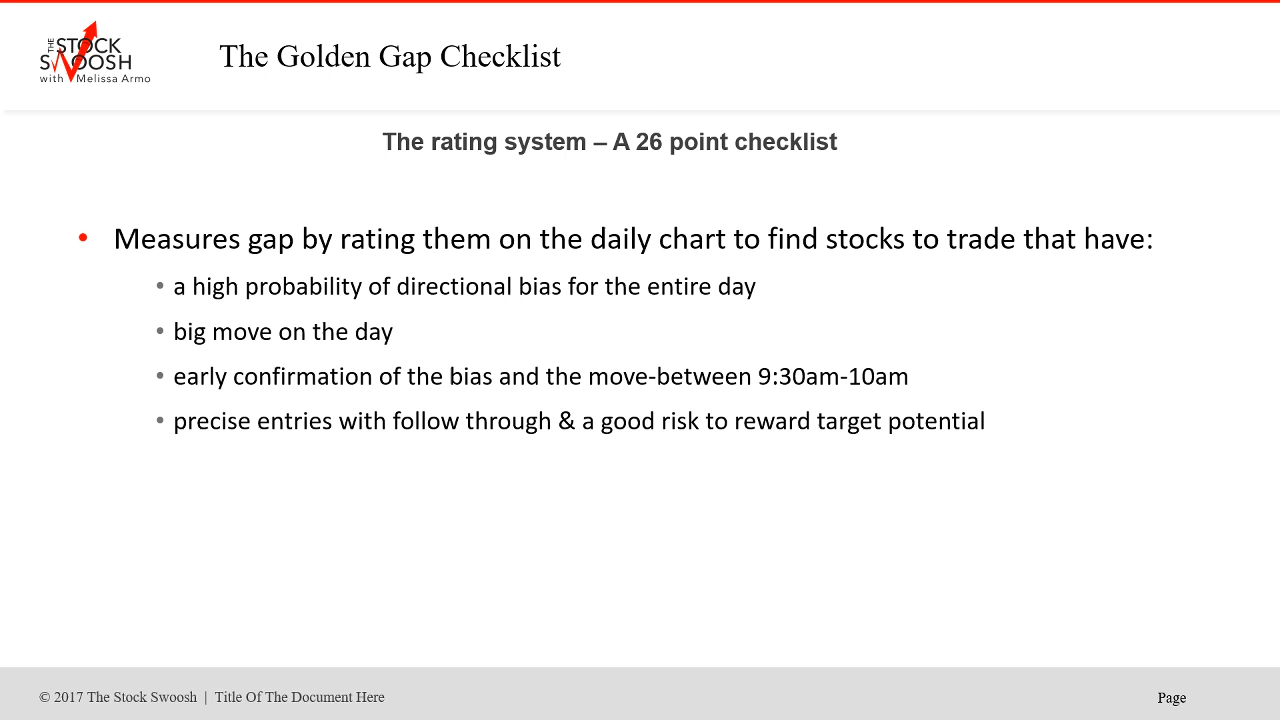 THE STOCK
SWOOSH
with Melissa Armo
The Golden Gap Checklist
The rating system – A 26 point checklist
• Measures gap by rating them on the daily chart to find stocks to trade that have:
• a high probability of directional bias for the entire day
• big move on the day
• early confirmation of the bias and the move-between 9:30am-10am
• precise entries with follow through & a good risk to reward target potential
© 2017 The Stock Swoosh | Title Of The Document Here
Page